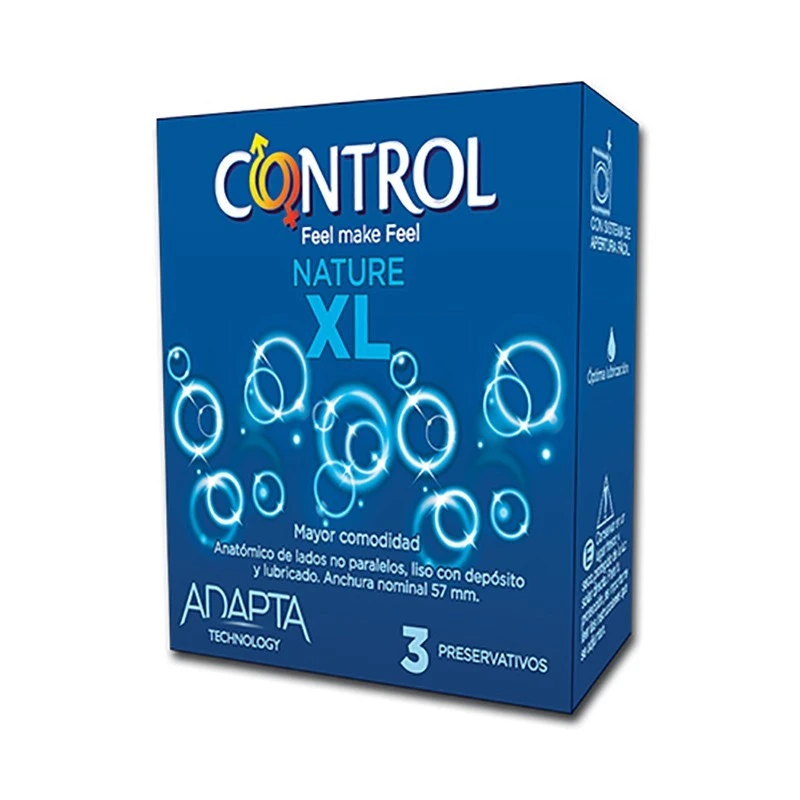 CONTROL
Feel make Feel
NATURE
XL
Mayor comodidad
Anatómico de lados no paralelos, liso con depósito
y lubricado. Anchura nominal 57 mm.
ADAPTA
TECHNOLOGY
3 PRESERVATIVOS
CON SISTEMA DE
APERTURA FÁCIL
Óptima lubricación